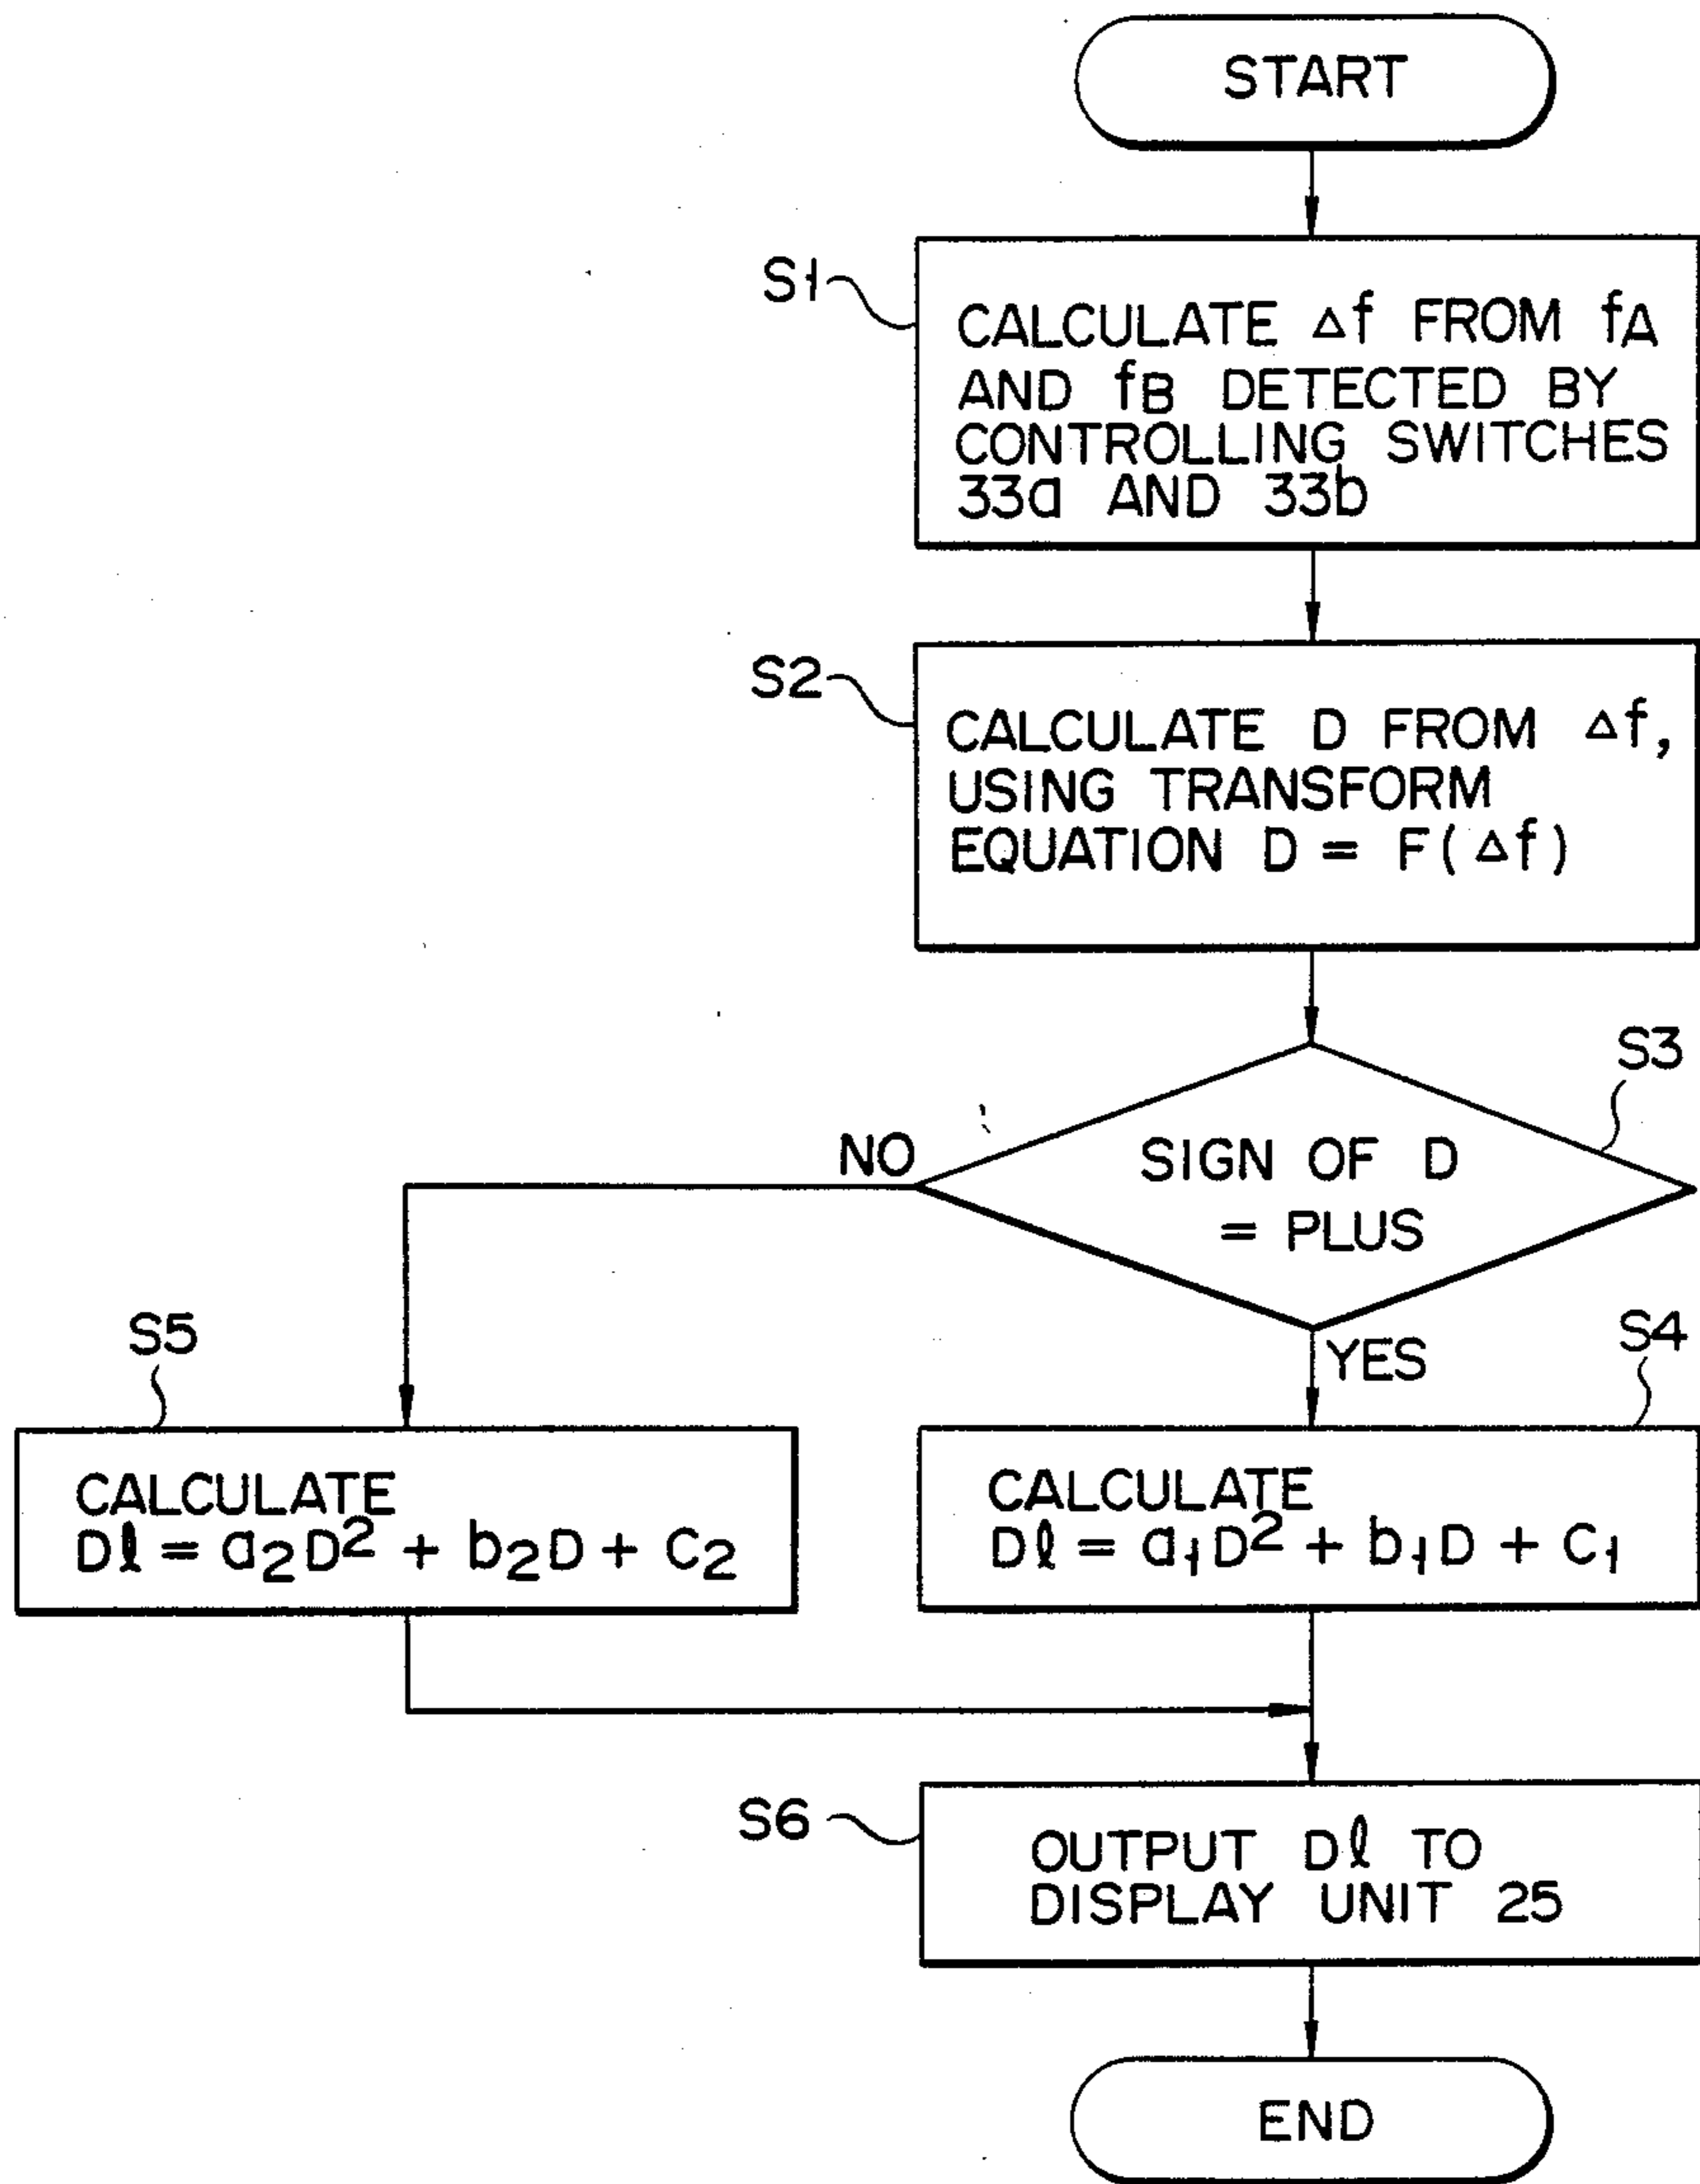 START
S1
CALCULATE Δf FROM fA
AND fB DETECTED BY
CONTROLLING SWITCHES
33a AND 33b
S2
CALCULATE D FROM Δf,
USING TRANSFORM
EQUATION D = F(Δf)
S3
NO
SIGN OF D
= PLUS
YES
S5
S4
CALCULATE
Dℓ = a₂D² + b₂D + C₂
CALCULATE
Dℓ = a₁D² + b₁D + C₁
S6
OUTPUT Dℓ TO
DISPLAY UNIT 25
END